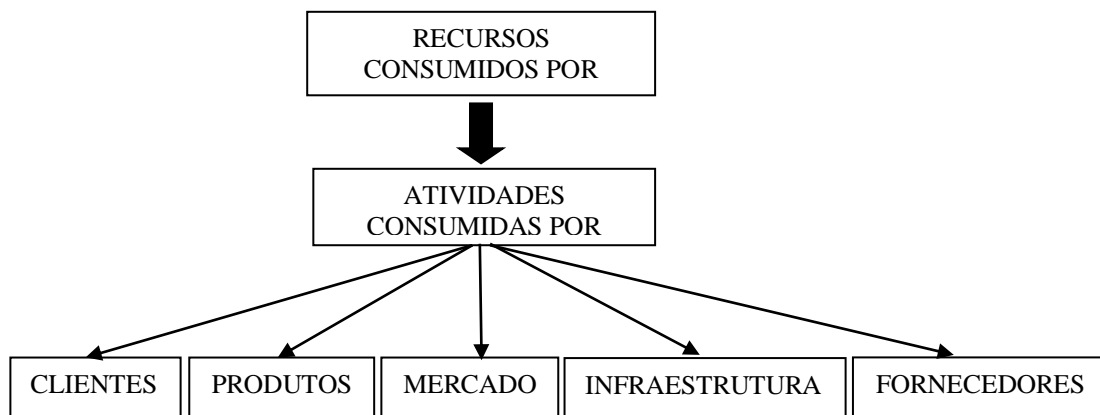 RECURSOS
CONSUMIDOS POR
ATIVIDADES
CONSUMIDAS POR
CLIENTES
PRODUTOS
MERCADO
INFRAESTRUTURA
FORNECEDORES